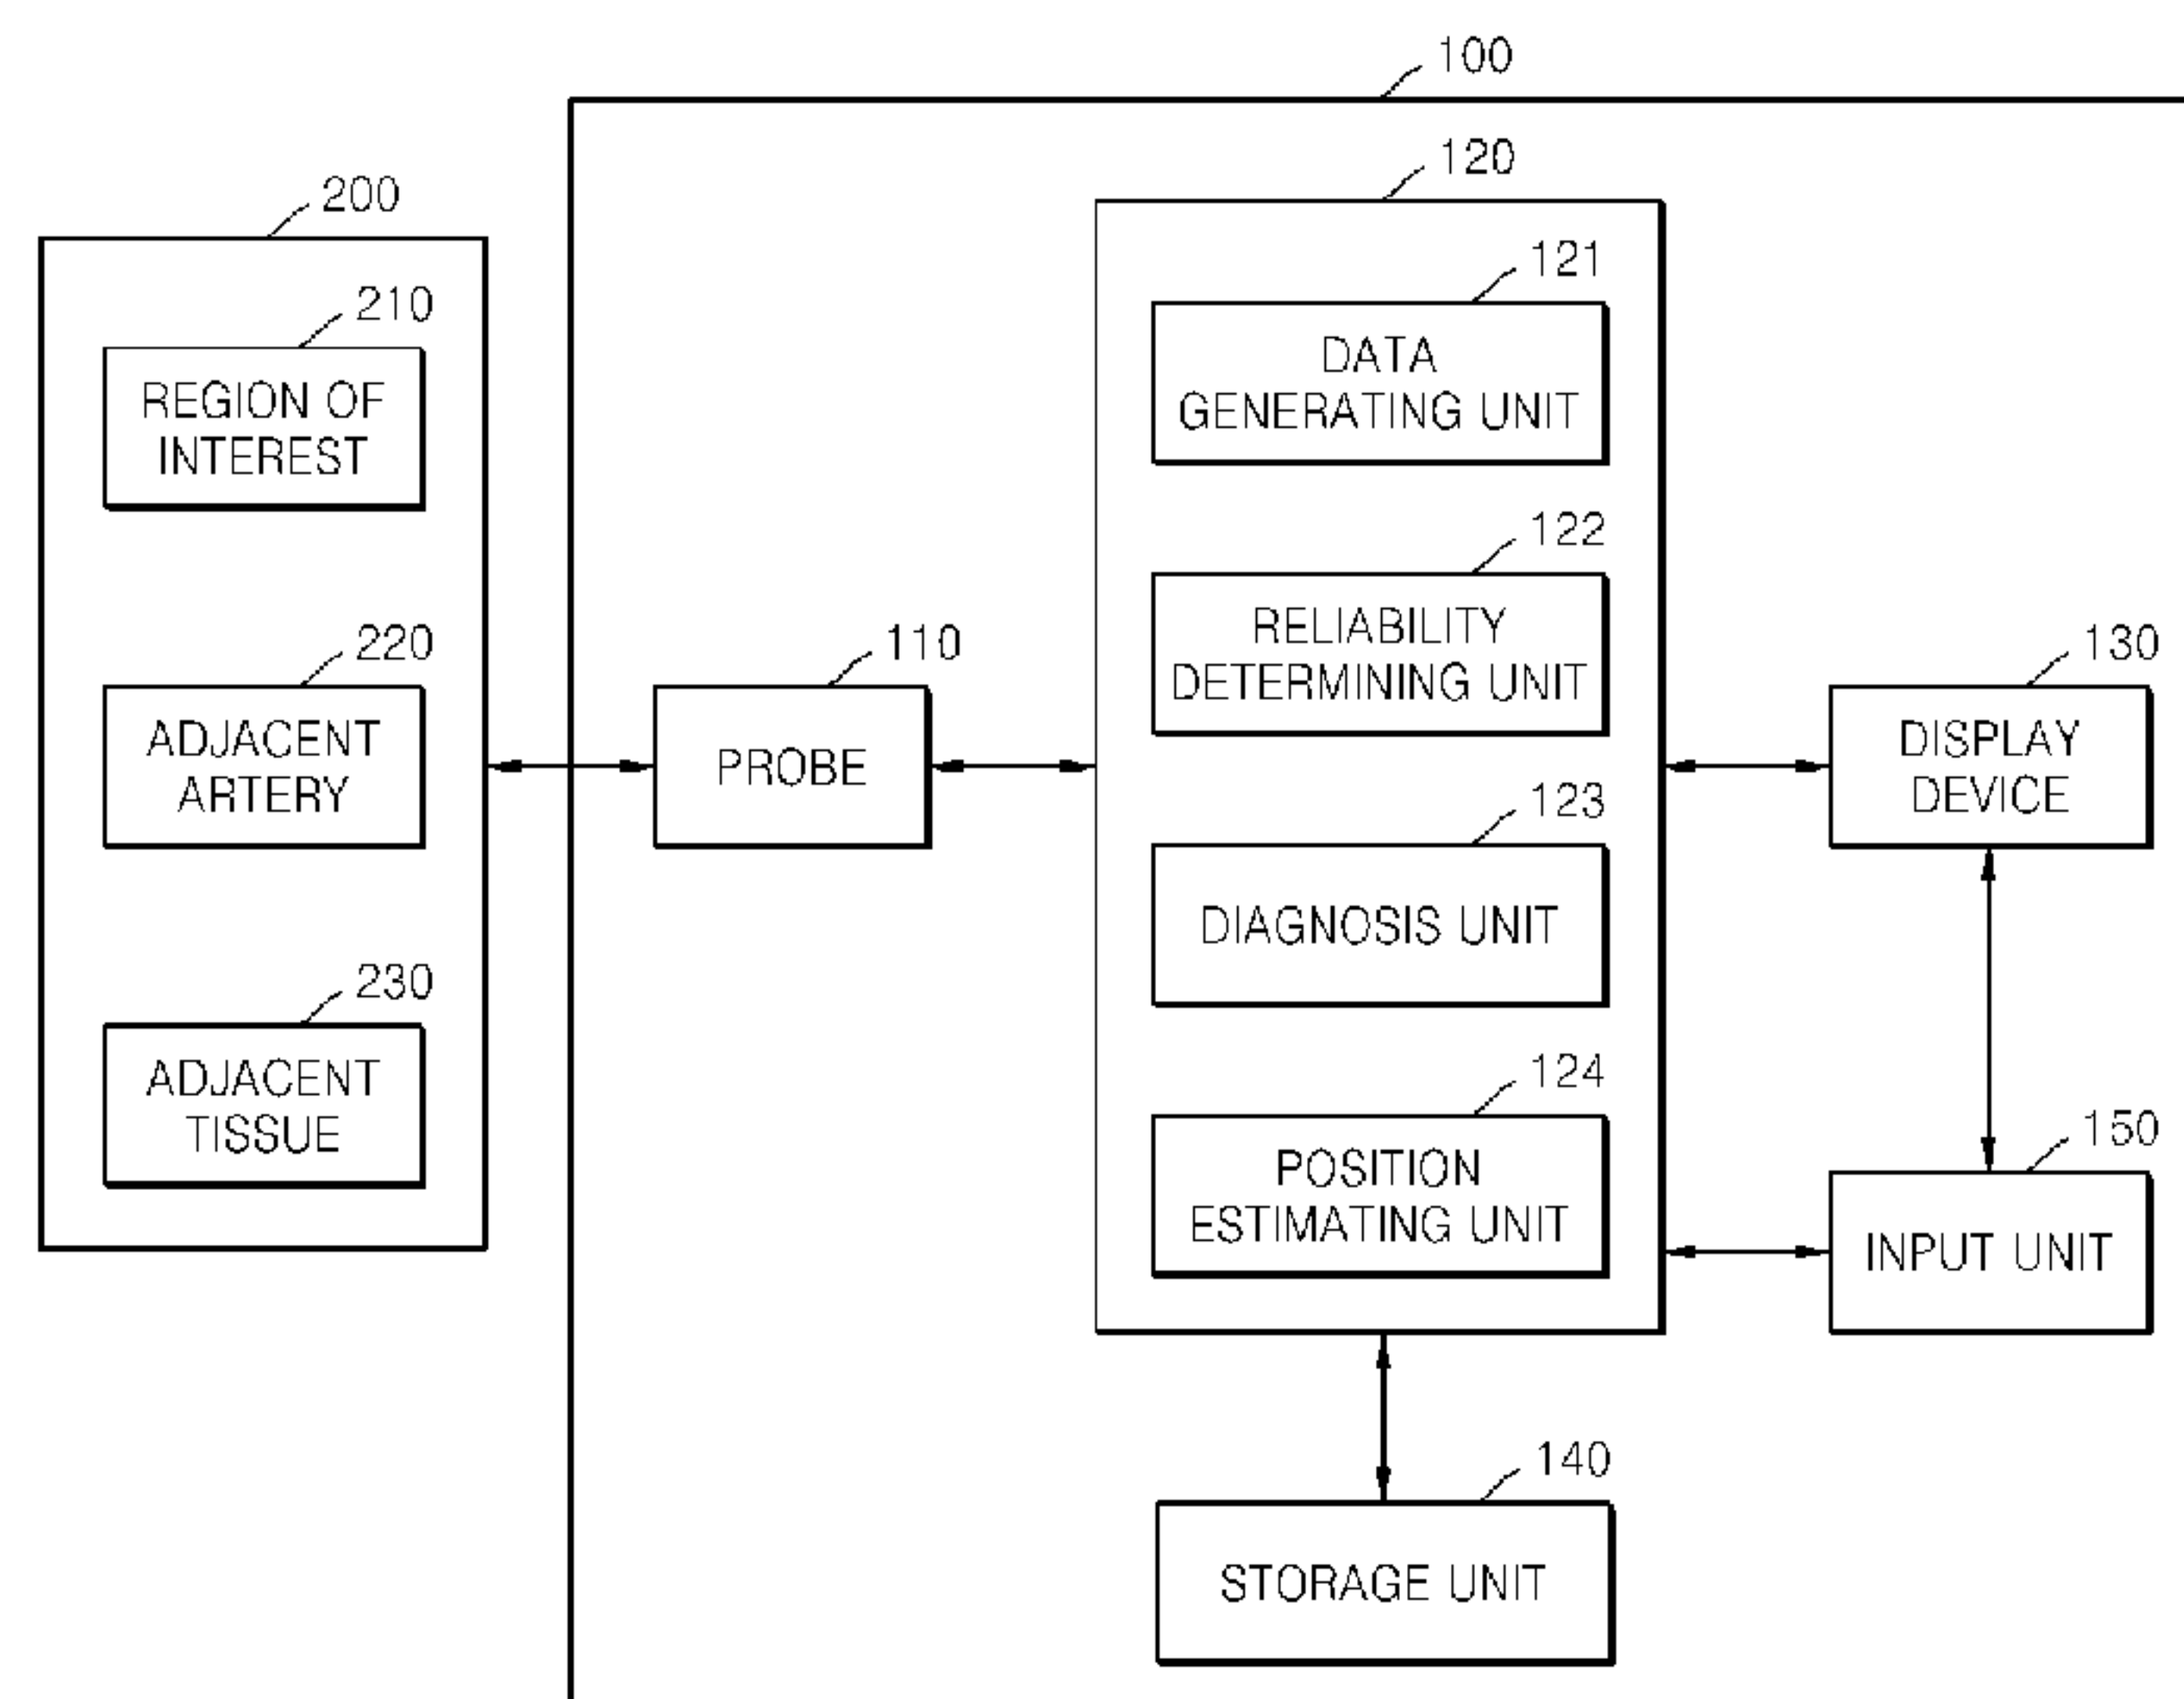 100
200
210
REGION OF
INTEREST
220
ADJACENT
ARTERY
230
ADJACENT
TISSUE
110
PROBE
120
121
DATA
GENERATING UNIT
122
RELIABILITY
DETERMINING UNIT
123
DIAGNOSIS UNIT
124
POSITION
ESTIMATING UNIT
130
DISPLAY
DEVICE
150
INPUT UNIT
140
STORAGE UNIT